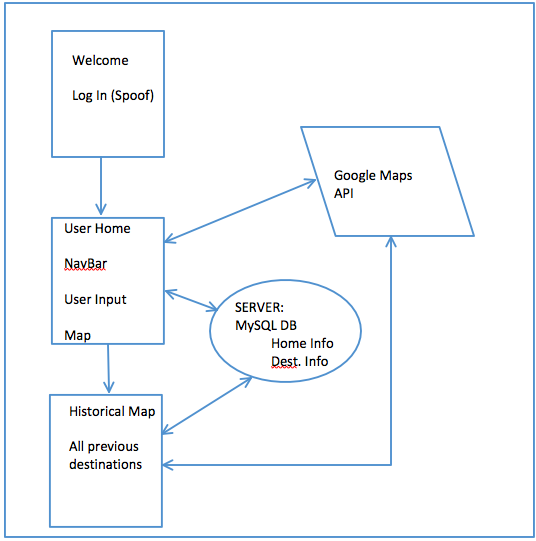 Welcome
Log In (Spoof)
Google Maps
API
User Home
NavBar
User Input
Map
SERVER:
MySQL DB
Home Info
Dest. Info
Historical Map
All previous
destinations